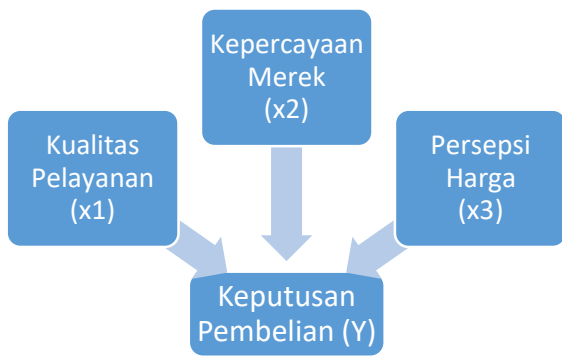 Kepercayaan
Merek
(x2)
Kualitas
Pelayanan
(x1)
Persepsi
Harga
(x3)
Keputusan
Pembelian (Y)